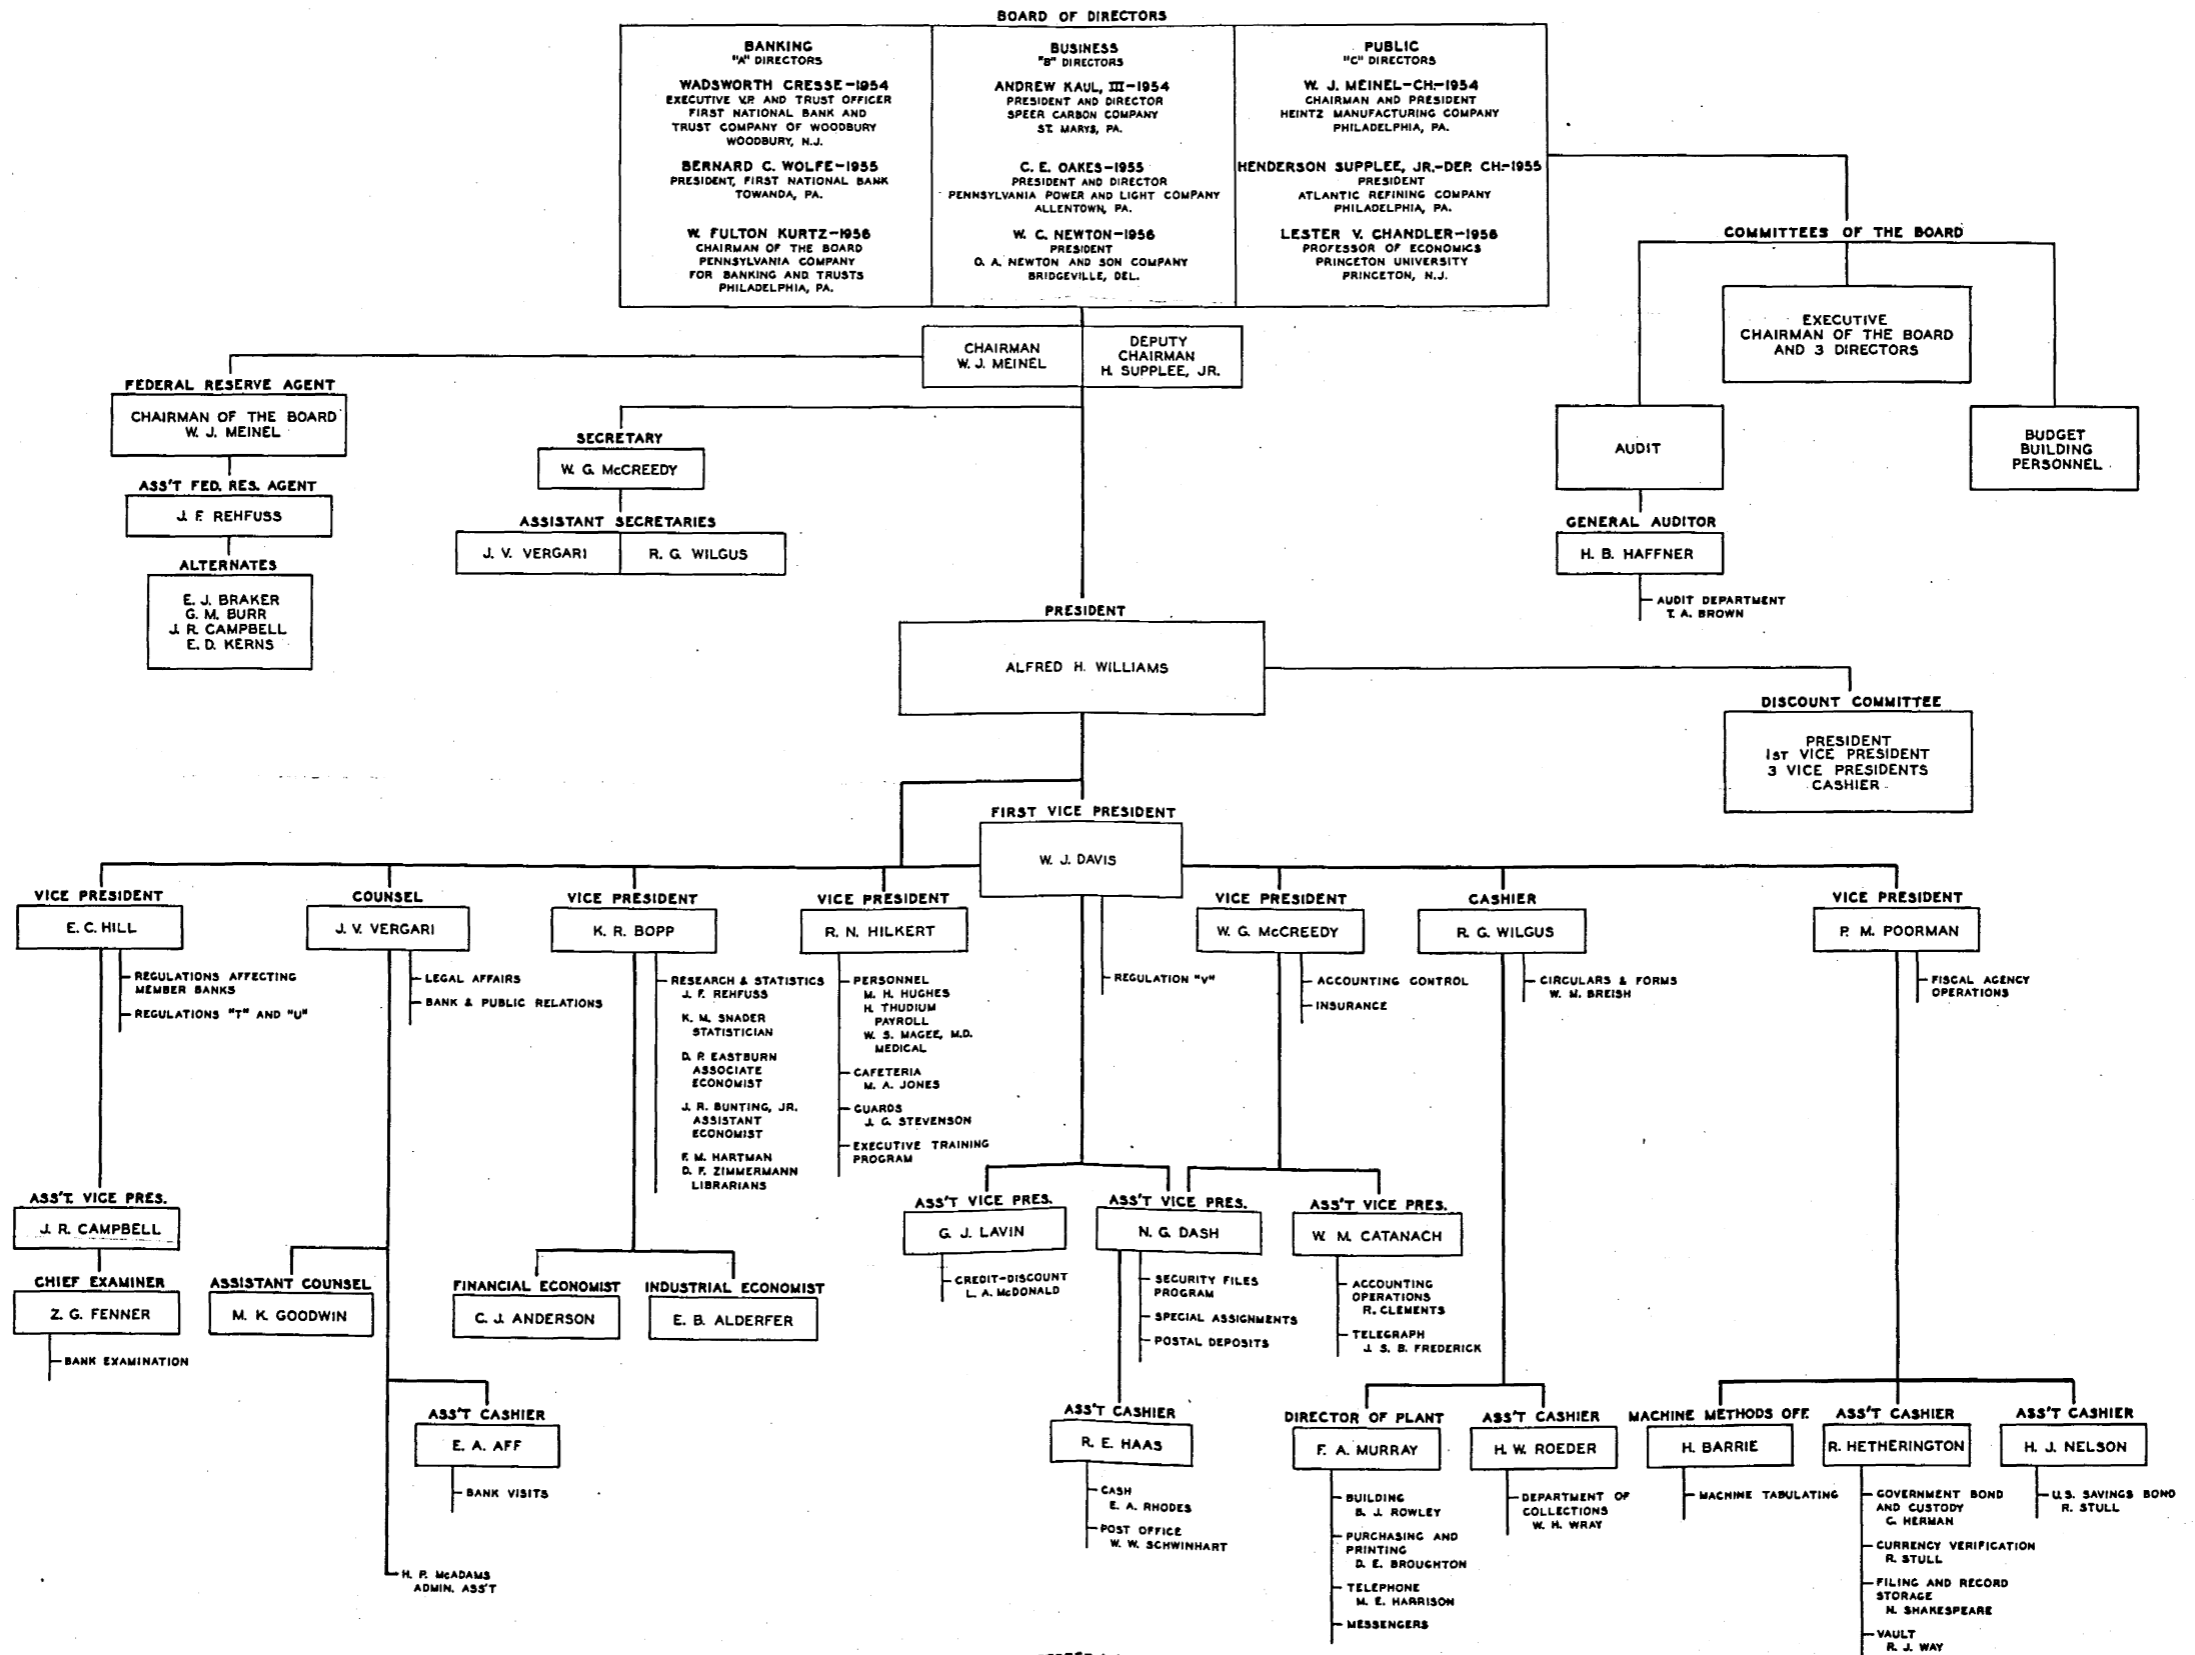 BOARD OF DIRECTORS
BANKING
"A" DIRECTORS
WADSWORTH CRESSE-1954
EXECUTIVE V.P. AND TRUST OFFICER
FIRST NATIONAL BANK AND
TRUST COMPANY OF WOODBURY
WOODBURY, N.J.
BERNARD C. WOLFE-1955
PRESIDENT, FIRST NATIONAL BANK
TOWANDA, PA.
W. FULTON KURTZ-1956
CHAIRMAN OF THE BOARD
PENNSYLVANIA COMPANY
FOR BANKING AND TRUSTS
PHILADELPHIA, PA.
BUSINESS
"B" DIRECTORS
ANDREW KAUL, III-1954
PRESIDENT AND DIRECTOR
SPEER CARBON COMPANY
ST. MARYS, PA.
C. E. OAKES-1955
PRESIDENT AND DIRECTOR
PENNSYLVANIA POWER AND LIGHT COMPANY
ALLENTOWN, PA.
W. C. NEWTON-1956
PRESIDENT
O. A. NEWTON AND SON COMPANY
BRIDGEVILLE, DEL.
PUBLIC
"C" DIRECTORS
W. J. MEINEL-CH.-1954
CHAIRMAN AND PRESIDENT
HEINTZ MANUFACTURING COMPANY
PHILADELPHIA, PA.
HENDERSON SUPPLEE, JR.-DEP. CH.-1955
PRESIDENT
ATLANTIC REFINING COMPANY
PHILADELPHIA, PA.
LESTER V. CHANDLER-1956
PROFESSOR OF ECONOMICS
PRINCETON UNIVERSITY
PRINCETON, N.J.
COMMITTEES OF THE BOARD
EXECUTIVE
CHAIRMAN OF THE BOARD
AND 3 DIRECTORS
AUDIT
BUDGET
BUILDING
PERSONNEL
GENERAL AUDITOR
H. B. HAFFNER
AUDIT DEPARTMENT
T. A. BROWN
CHAIRMAN
W. J. MEINEL
DEPUTY
CHAIRMAN
H. SUPPLEE, JR.
FEDERAL RESERVE AGENT
CHAIRMAN OF THE BOARD
W. J. MEINEL
ASS'T FED. RES. AGENT
J. F. REHFUSS
ALTERNATES
E. J. BRAKER
G. M. BURR
J. R. CAMPBELL
E. D. KERNS
SECRETARY
W. G. McCREEDY
ASSISTANT SECRETARIES
J. V. VERGARI
R. G. WILGUS
PRESIDENT
ALFRED H. WILLIAMS
DISCOUNT COMMITTEE
PRESIDENT
1ST VICE PRESIDENT
3 VICE PRESIDENTS
CASHIER
FIRST VICE PRESIDENT
W. J. DAVIS
REGULATION "V"
VICE PRESIDENT
E. C. HILL
REGULATIONS AFFECTING
MEMBER BANKS
REGULATIONS "T" AND "U"
ASS'T. VICE PRES.
J. R. CAMPBELL
CHIEF EXAMINER
Z. G. FENNER
BANK EXAMINATION
COUNSEL
J. V. VERGARI
LEGAL AFFAIRS
BANK & PUBLIC RELATIONS
ASSISTANT COUNSEL
M. K. GOODWIN
ASS'T CASHIER
E. A. AFF
BANK VISITS
H. P. McADAMS
ADMIN. ASS'T
VICE PRESIDENT
K. R. BOPP
RESEARCH & STATISTICS
J. F. REHFUSS
K. M. SNADER
STATISTICIAN
D. P. EASTBURN
ASSOCIATE
ECONOMIST
J. R. BUNTING, JR.
ASSISTANT
ECONOMIST
F. M. HARTMAN
D. F. ZIMMERMANN
LIBRARIANS
FINANCIAL ECONOMIST
C. J. ANDERSON
INDUSTRIAL ECONOMIST
E. B. ALDERFER
VICE PRESIDENT
R. N. HILKERT
PERSONNEL
M. H. HUGHES
H. THUDIUM
PAYROLL
W. S. MAGEE, M.D.
MEDICAL
CAFETERIA
M. A. JONES
GUARDS
J. G. STEVENSON
EXECUTIVE TRAINING
PROGRAM
ASS'T VICE PRES.
G. J. LAVIN
CREDIT-DISCOUNT
L. A. McDONALD
ASS'T VICE PRES.
N. G. DASH
SECURITY FILES
PROGRAM
SPECIAL ASSIGNMENTS
POSTAL DEPOSITS
ASS'T CASHIER
R. E. HAAS
CASH
E. A. RHODES
POST OFFICE
W. W. SCHWINHART
VICE PRESIDENT
W. G. McCREEDY
ACCOUNTING CONTROL
INSURANCE
ASS'T VICE PRES.
W. M. CATANACH
ACCOUNTING
OPERATIONS
R. CLEMENTS
TELEGRAPH
J. S. B. FREDERICK
CASHIER
R. G. WILGUS
CIRCULARS & FORMS
W. M. BREISH
DIRECTOR OF PLANT
F. A. MURRAY
BUILDING
B. J. ROWLEY
PURCHASING AND
PRINTING
D. E. BROUGHTON
TELEPHONE
M. E. HARRISON
MESSENGERS
ASS'T CASHIER
H. W. ROEDER
DEPARTMENT OF
COLLECTIONS
W. H. WRAY
VICE PRESIDENT
P. M. POORMAN
FISCAL AGENCY
OPERATIONS
MACHINE METHODS OFF.
H. BARRIE
MACHINE TABULATING
ASS'T CASHIER
R. HETHERINGTON
GOVERNMENT BOND
AND CUSTODY
C. HERMAN
CURRENCY VERIFICATION
R. STULL
FILING AND RECORD
STORAGE
N. SHAKESPEARE
VAULT
R. J. WAY
ASS'T CASHIER
H. J. NELSON
U.S. SAVINGS BOND
R. STULL